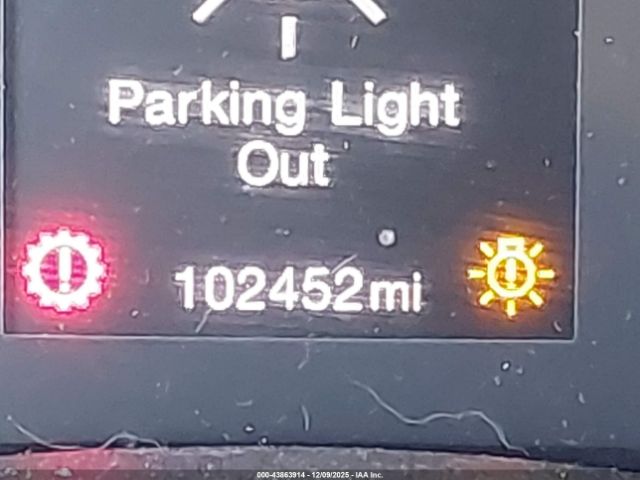 Parking Light
Out
102452mi
000-43863914 - 12/09/2025 - IAA Inc.